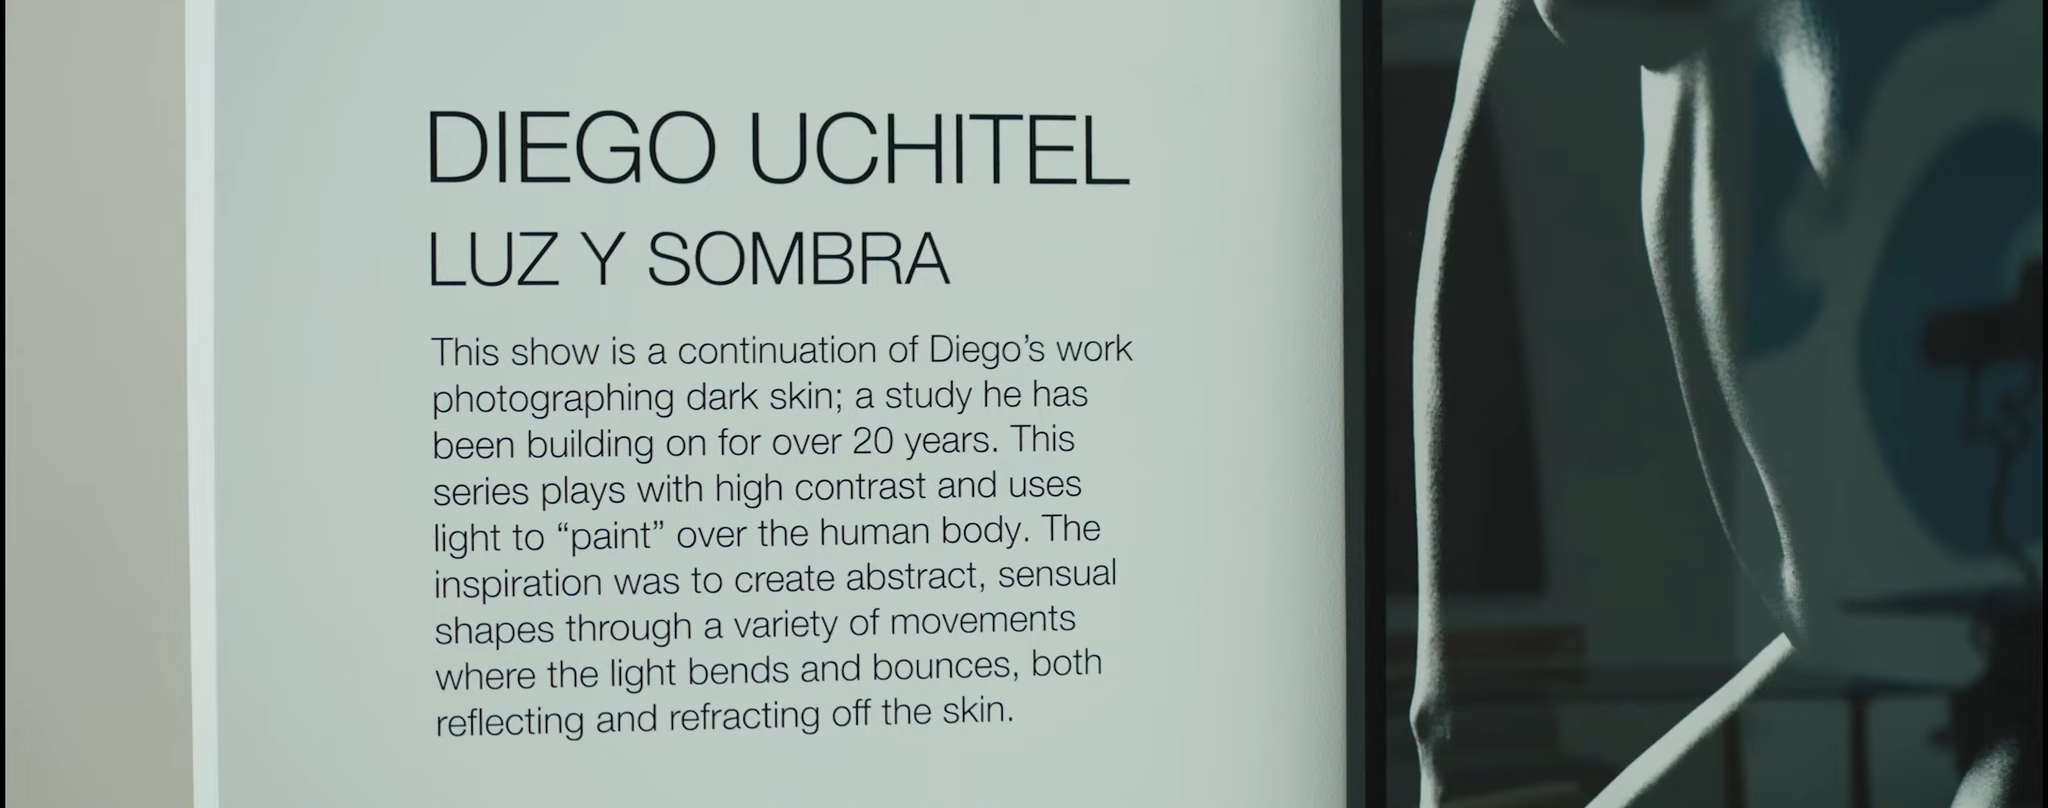 DIEGO UCHITEL
LUZ Y SOMBRA
This show is a continuation of Diego’s work
photographing dark skin; a study he has
been building on for over 20 years. This
series plays with high contrast and uses
light to “paint” over the human body. The
inspiration was to create abstract, sensual
shapes through a variety of movements
where the light bends and bounces, both
reflecting and refracting off the skin.